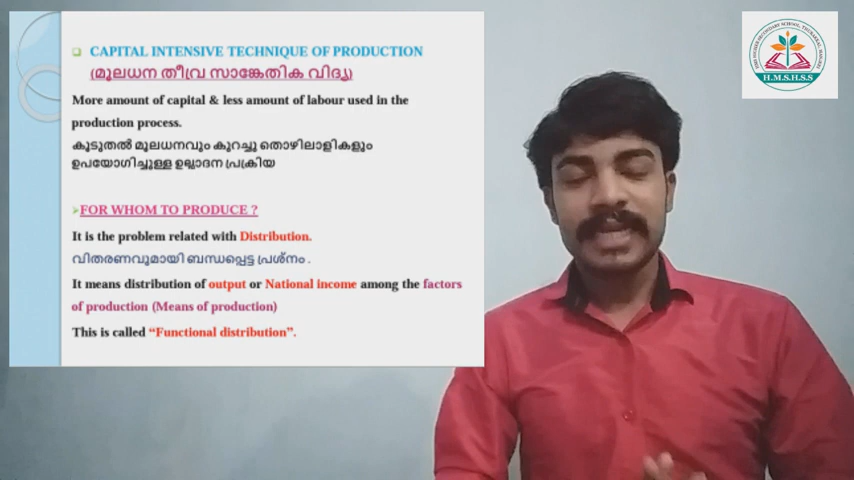 CAPITAL INTENSIVE TECHNIQUE OF PRODUCTION
(മൂലധന തീവ്ര സാങ്കേതിക വിദ്യ)
More amount of capital & less amount of labour used in the
production process.
കൂടുതൽ മൂലധനവും കുറച്ചു തൊഴിലാളികളും
ഉപയോഗിച്ചുള്ള ഉല്പാദന പ്രക്രിയ
FOR WHOM TO PRODUCE ?
It is the problem related with Distribution.
വിതരണവുമായി ബന്ധപ്പെട്ട പ്രശ്നം .
It means distribution of output or National income among the factors
of production (Means of production)
This is called “Functional distribution”.
H.M.S.H.S.S